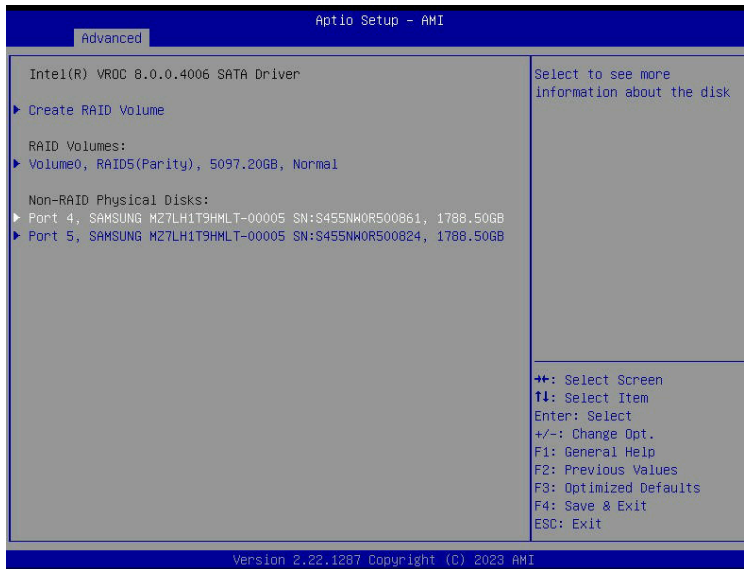 Aptio Setup – AMI
Advanced
Intel(R) VROC 8.0.0.4006 SATA Driver
Create RAID Volume
RAID Volumes:
Volume0, RAID5(Parity), 5097.20GB, Normal
Non-RAID Physical Disks:
Port 4, SAMSUNG MZ7LH1T9HMLT-00005 SN:S455NW0R500861, 1788.50GB
Port 5, SAMSUNG MZ7LH1T9HMLT-00005 SN:S455NW0R500824, 1788.50GB
Select to see more
information about the disk
→←: Select Screen
↑↓: Select Item
Enter: Select
+/-: Change Opt.
F1: General Help
F2: Previous Values
F3: Optimized Defaults
F4: Save & Exit
ESC: Exit
Version 2.22.1287 Copyright (C) 2023 AMI